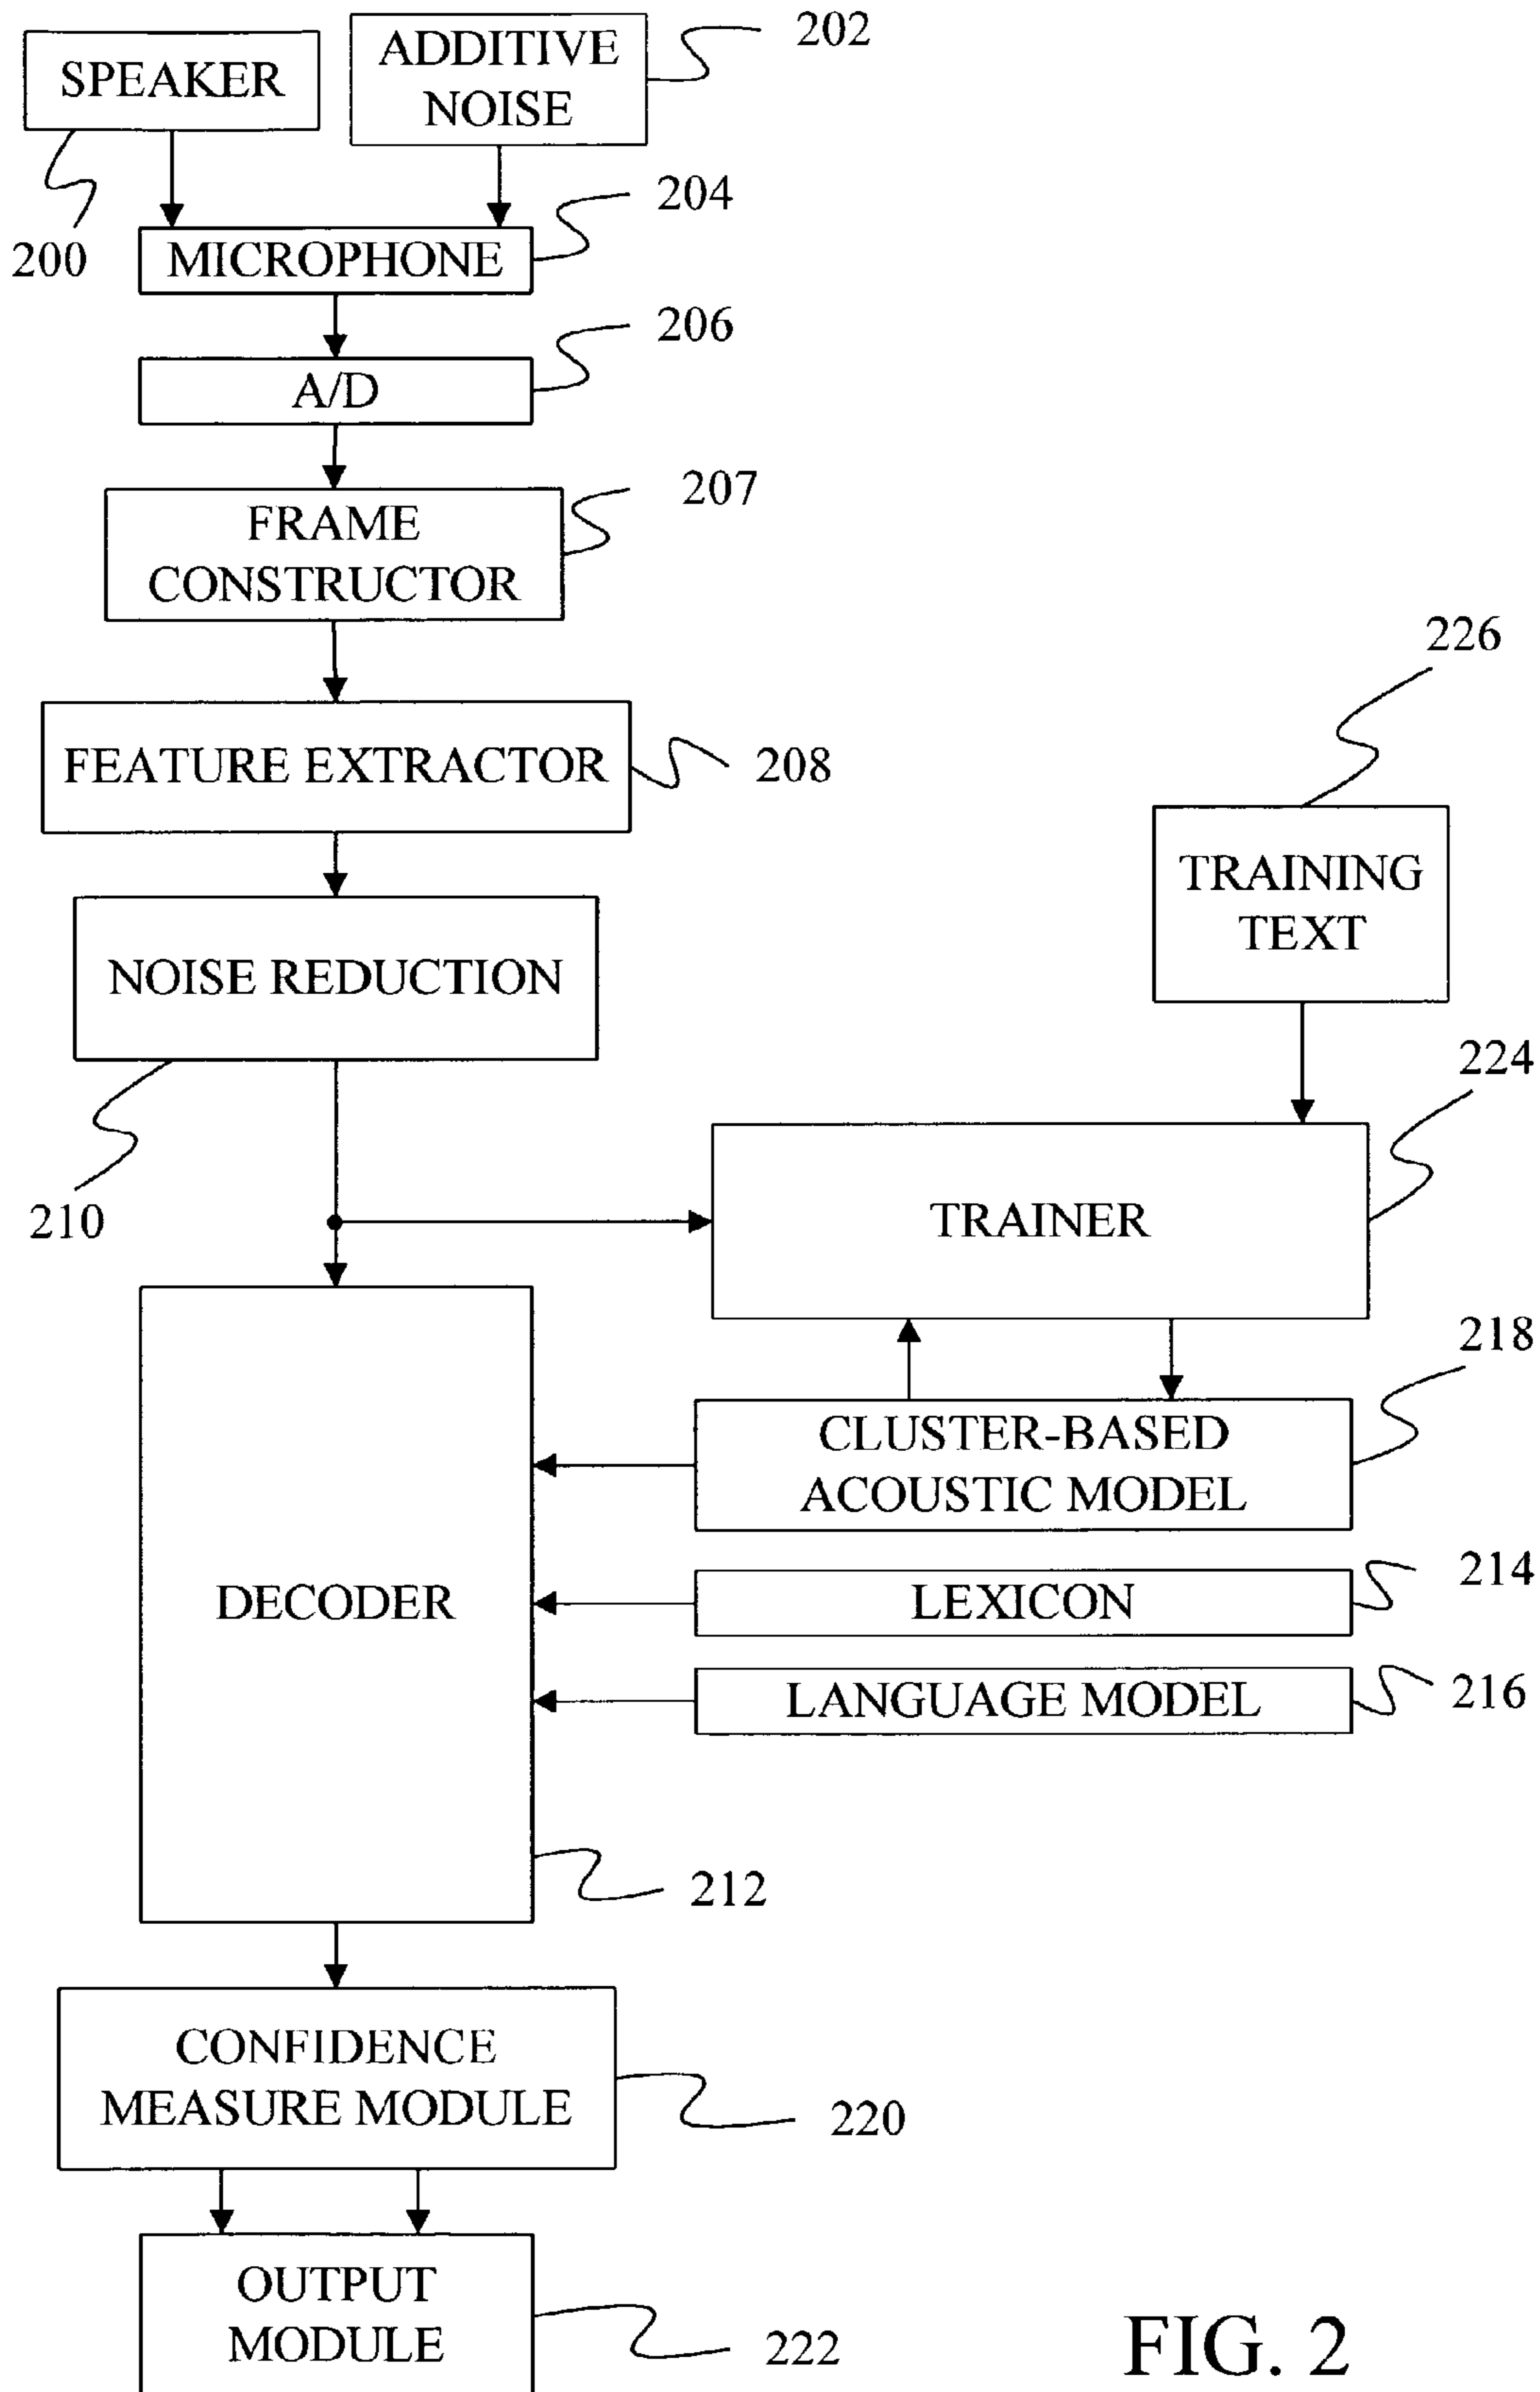 SPEAKER
ADDITIVE
NOISE
202
200
204
MICROPHONE
206
A/D
207
FRAME
CONSTRUCTOR
226
FEATURE EXTRACTOR
208
TRAINING
TEXT
NOISE REDUCTION
224
210
TRAINER
218
CLUSTER-BASED
ACOUSTIC MODEL
DECODER
LEXICON
214
LANGUAGE MODEL
216
212
CONFIDENCE
MEASURE MODULE
220
OUTPUT
MODULE
222
FIG. 2